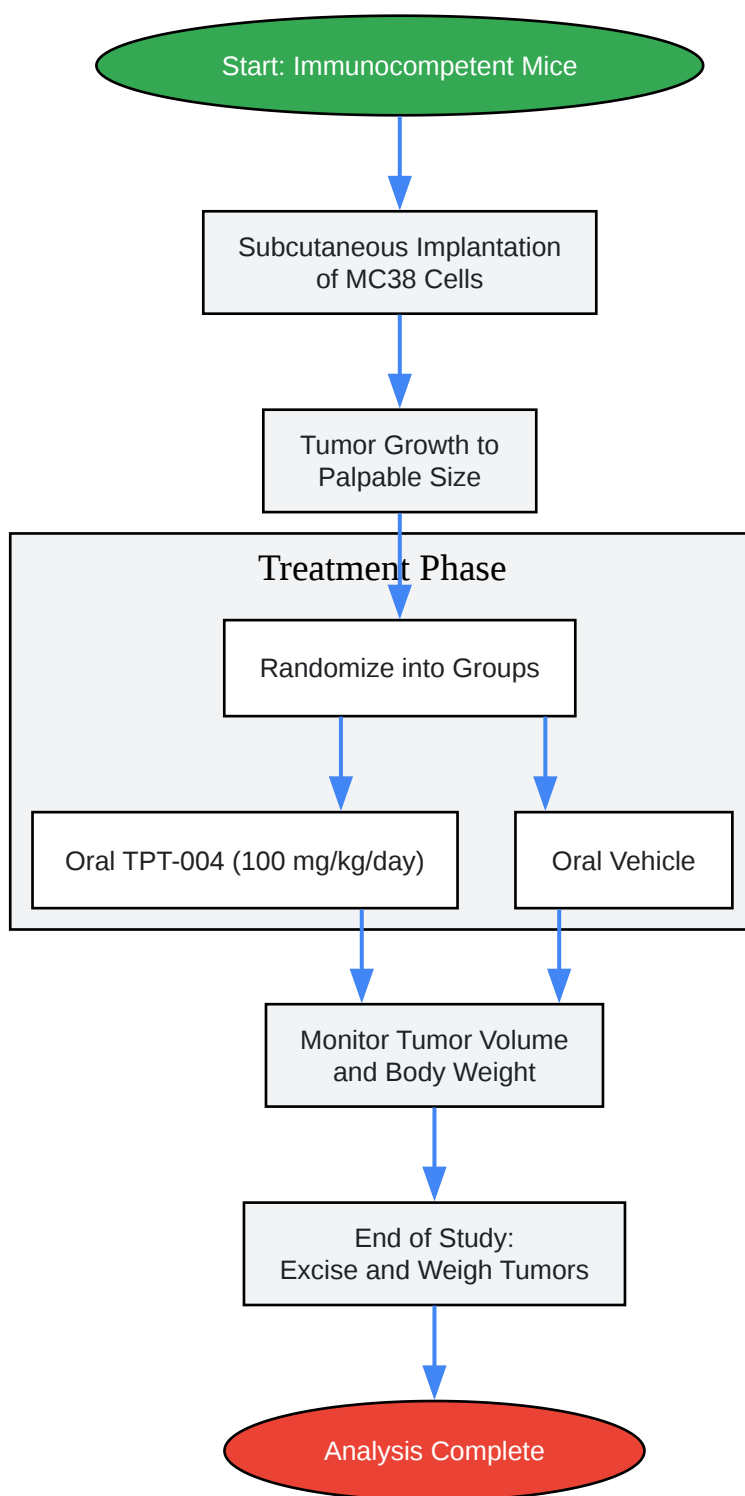 Start: Immunocompetent Mice
Subcutaneous Implantation
of MC38 Cells
Tumor Growth to
Palpable Size
Treatment Phase
Randomize into Groups
Oral TPT-004 (100 mg/kg/day)
Oral Vehicle
Monitor Tumor Volume
and Body Weight
End of Study:
Excise and Weigh Tumors
Analysis Complete